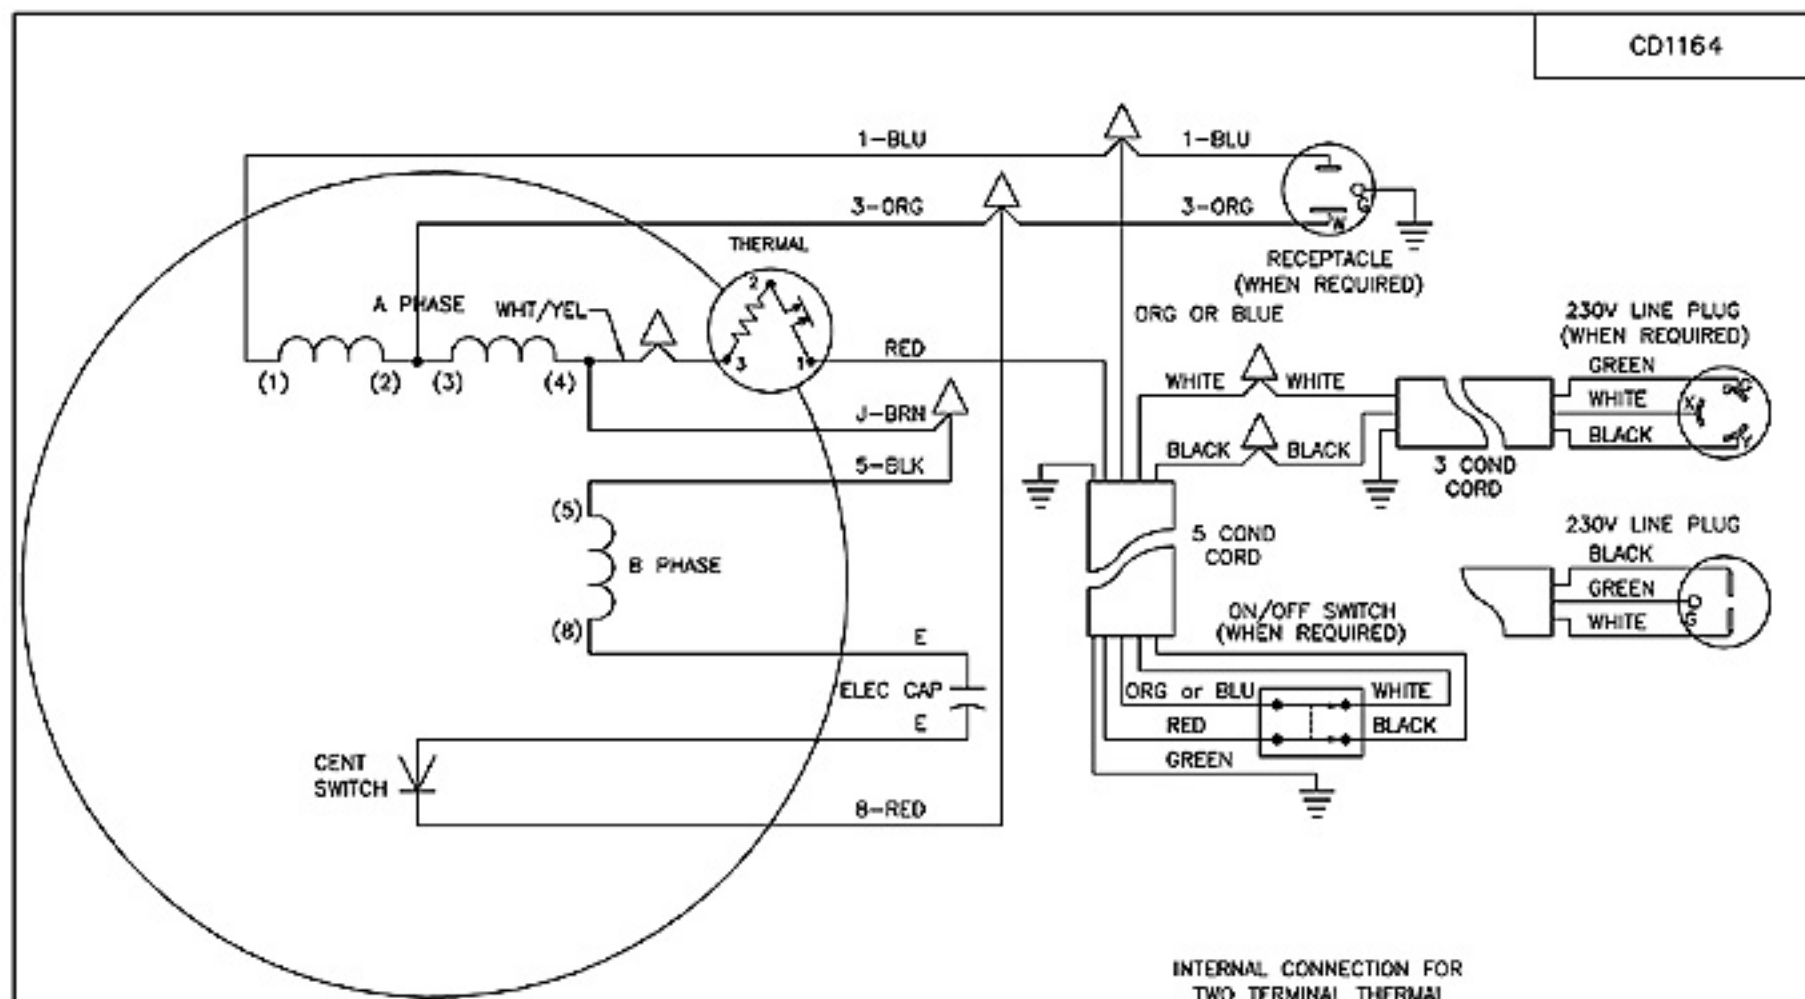 CD1164
1-BLU
1-BLU
3-ORG
3-ORG
G
W
THERMAL
RECEPTACLE
(WHEN REQUIRED)
2
3
1
A PHASE
WHT/YEL
RED
ORG OR BLUE
230V LINE PLUG
(WHEN REQUIRED)
(1)
(2)
(3)
(4)
J-BRN
WHITE
WHITE
GREEN
WHITE
BLACK
G
X
Y
5-BLK
BLACK
BLACK
3 COND
CORD
(5)
B PHASE
(8)
5 COND
CORD
230V LINE PLUG
BLACK
GREEN
WHITE
G
E
ELEC CAP
E
ON/OFF SWITCH
(WHEN REQUIRED)
ORG or BLU
WHITE
RED
BLACK
GREEN
CENT
SWITCH
8-RED
INTERNAL CONNECTION FOR
TWO TERMINAL THERMAL